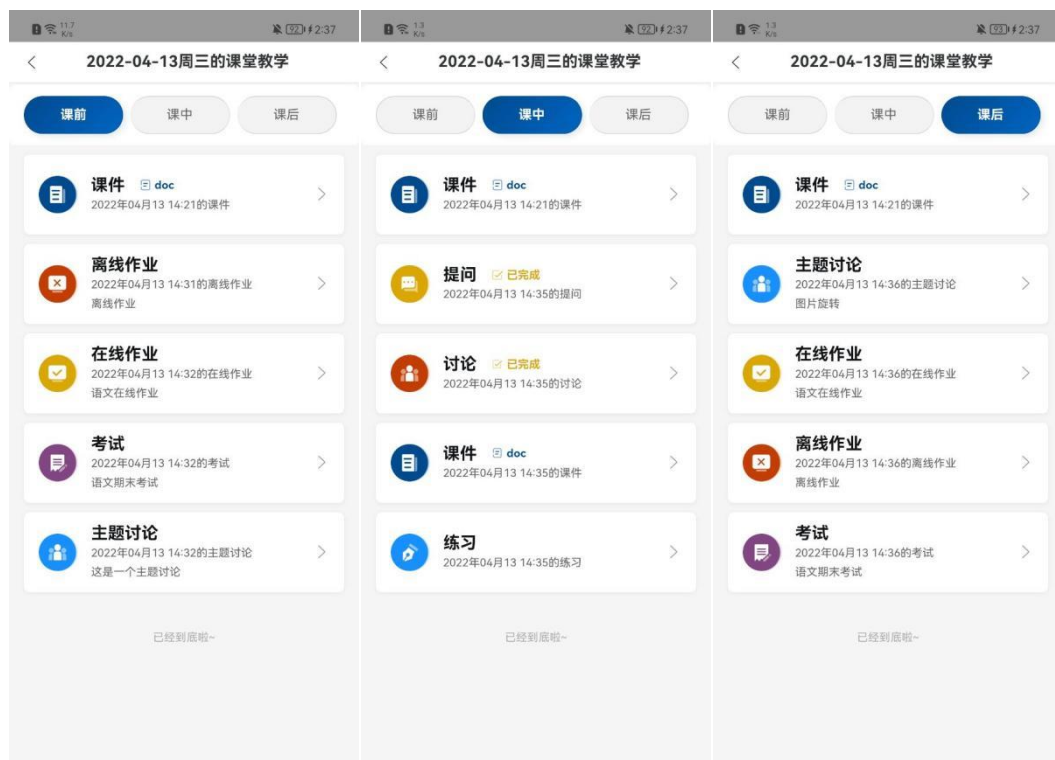 11.7
K/s
92 2:37
2022-04-13周三的课堂教学
课前 课中 课后
课件 doc
2022年04月13 14:21的课件
离线作业
2022年04月13 14:31的离线作业
离线作业
在线作业
2022年04月13 14:32的在线作业
语文在线作业
考试
2022年04月13 14:32的考试
语文期末考试
主题讨论
2022年04月13 14:32的主题讨论
这是一个主题讨论
已经到底啦~
1.3
K/s
92 2:37
2022-04-13周三的课堂教学
课前 课中 课后
课件 doc
2022年04月13 14:21的课件
提问 已完成
2022年04月13 14:35的提问
讨论 已完成
2022年04月13 14:35的讨论
课件 doc
2022年04月13 14:35的课件
练习
2022年04月13 14:35的练习
已经到底啦~
1.3
K/s
93 2:37
2022-04-13周三的课堂教学
课前 课中 课后
课件 doc
2022年04月13 14:21的课件
主题讨论
2022年04月13 14:36的主题讨论
图片旋转
在线作业
2022年04月13 14:36的在线作业
语文在线作业
离线作业
2022年04月13 14:36的离线作业
离线作业
考试
2022年04月13 14:36的考试
语文期末考试
已经到底啦~